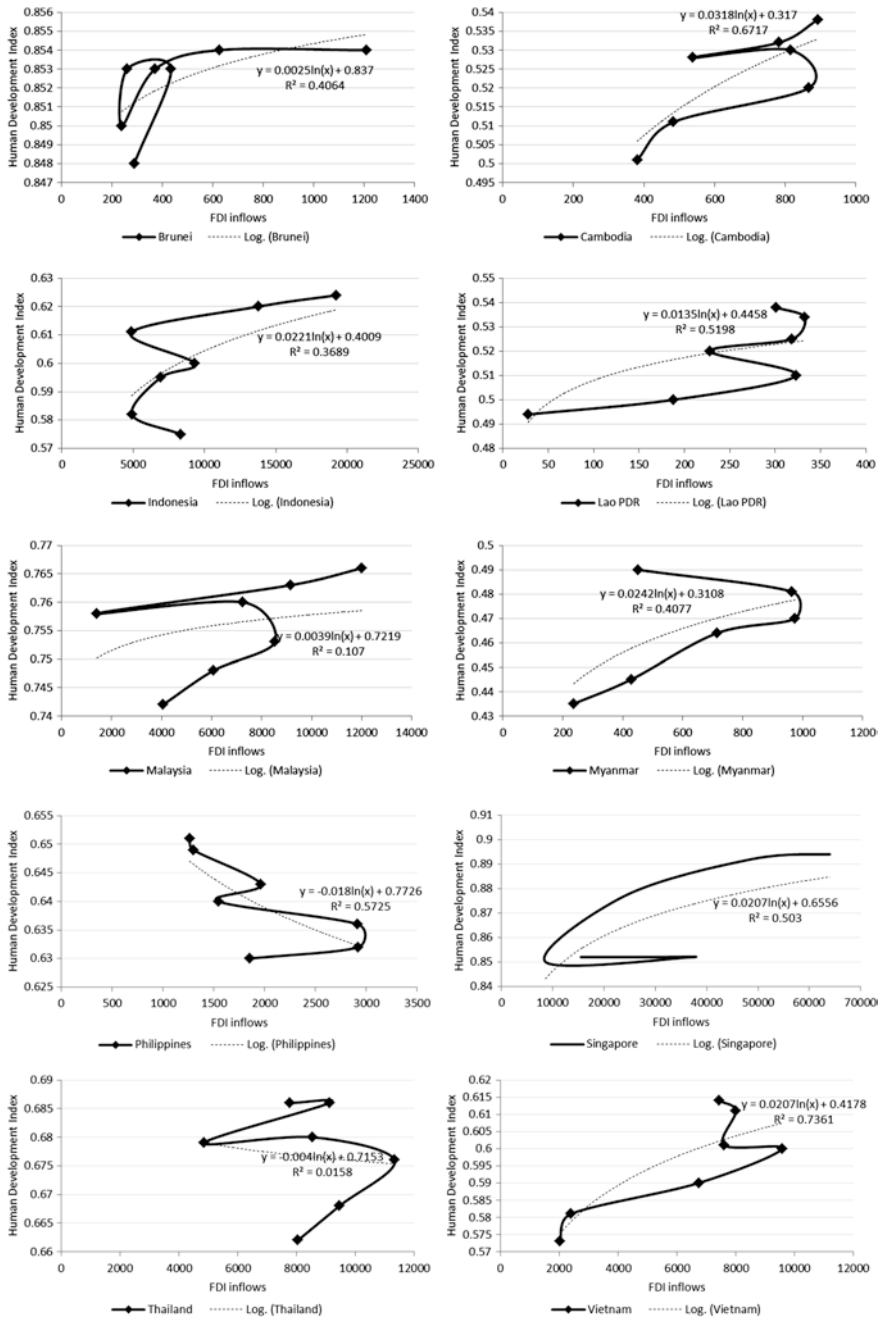 Human Development Index
0.856
0.855
0.854
0.853
0.852
0.851
0.85
0.849
0.848
0.847
y = 0.0025ln(x) + 0.837
R² = 0.4064
0 200 400 600 800 1000 1200 1400
FDI inflows
Brunei Log. (Brunei)
Human Development Index
0.54
0.535
0.53
0.525
0.52
0.515
0.51
0.505
0.5
0.495
y = 0.0318ln(x) + 0.317
R² = 0.6717
0 200 400 600 800 1000
FDI inflows
Cambodia Log. (Cambodia)
Human Development Index
0.63
0.62
0.61
0.6
0.59
0.58
0.57
y = 0.0221ln(x) + 0.4009
R² = 0.3689
0 5000 10000 15000 20000 25000
FDI inflows
Indonesia Log. (Indonesia)
Human Development Index
0.55
0.54
0.53
0.52
0.51
0.5
0.49
0.48
y = 0.0135ln(x) + 0.4458
R² = 0.5198
0 50 100 150 200 250 300 350 400
FDI inflows
Lao PDR Log. (Lao PDR)
Human Development Index
0.77
0.765
0.76
0.755
0.75
0.745
0.74
y = 0.0039ln(x) + 0.7219
R² = 0.107
0 2000 4000 6000 8000 10000 12000 14000
FDI inflows
Malaysia Log. (Malaysia)
Human Development Index
0.5
0.49
0.48
0.47
0.46
0.45
0.44
0.43
y = 0.0242ln(x) + 0.3108
R² = 0.4077
0 200 400 600 800 1000 1200
FDI inflows
Myanmar Log. (Myanmar)
Human Development Index
0.655
0.65
0.645
0.64
0.635
0.63
0.625
y = -0.018ln(x) + 0.7726
R² = 0.5725
0 500 1000 1500 2000 2500 3000 3500
FDI inflows
Philippines Log. (Philippines)
Human Development Index
0.91
0.9
0.89
0.88
0.87
0.86
0.85
0.84
y = 0.0207ln(x) + 0.6556
R² = 0.503
0 10000 20000 30000 40000 50000 60000 70000
FDI inflows
Singapore Log. (Singapore)
Human Development Index
0.69
0.685
0.68
0.675
0.67
0.665
0.66
y = -0.004ln(x) + 0.7153
R² = 0.0158
0 2000 4000 6000 8000 10000 12000
FDI inflows
Thailand Log. (Thailand)
Human Development Index
0.62
0.615
0.61
0.605
0.6
0.595
0.59
0.585
0.58
0.575
0.57
y = 0.0207ln(x) + 0.4178
R² = 0.7361
0 2000 4000 6000 8000 10000 12000
FDI inflows
Vietnam Log. (Vietnam)